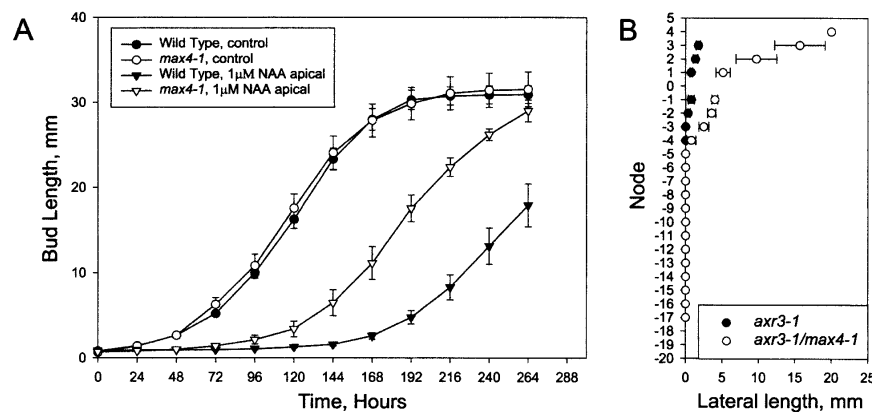 A
Wild Type, control
max4-1, control
Wild Type, 1µM NAA apical
max4-1, 1µM NAA apical
40
30
20
10
0
Bud Length, mm
0 24 48 72 96 120 144 168 192 216 240 264 288
Time, Hours
B
5
4
3
2
1
0
-1
-2
-3
-4
-5
-6
-7
-8
-9
-10
-11
-12
-13
-14
-15
-16
-17
-18
-19
-20
Node
axr3-1
axr3-1/max4-1
0 5 10 15 20 25
Lateral length, mm